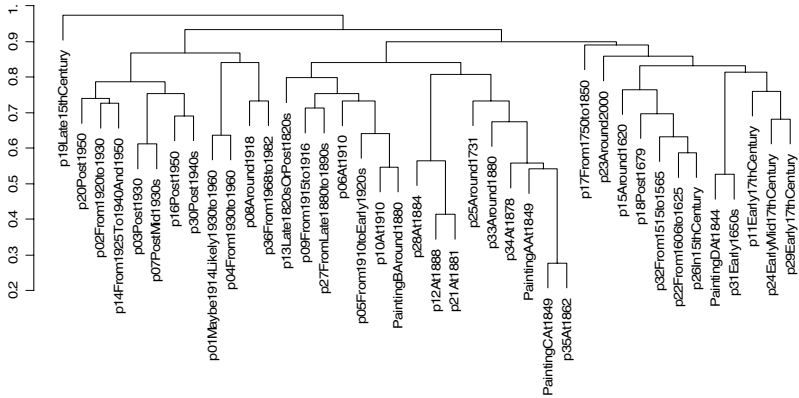 1.
0.9
0.8
0.7
0.6
0.5
0.4
0.3
0.2
p19Late15thCentury
p20Post1950
p02From1920to1930
p14From1925To1940And1950
p03Post1930
p07PostMid1930s
p16Post1950
p30Post1940s
p01Maybe1914Likely1930to1960
p04From1930to1960
p08Around1918
p36From1968to1982
p13Late1820sOrPost1820s
p09From1915to1916
p27FromLate1880to1890s
p06At1910
p05From1910toEarly1920s
p10At1910
PaintingBAround1880
p28At1884
p12At1888
p21At1881
p25Around1731
p33Around1880
p34At1878
PaintingAAt1849
PaintingCAt1849
p35At1862
p17From1750to1850
p23Around2000
p15Around1620
p18Post1679
p32From1515to1565
p22From1606to1625
p26In15thCentury
PaintingDAt1844
p31Early1650s
p11Early17thCentury
p24EarlyMid17thCentury
p29Early17thCentury